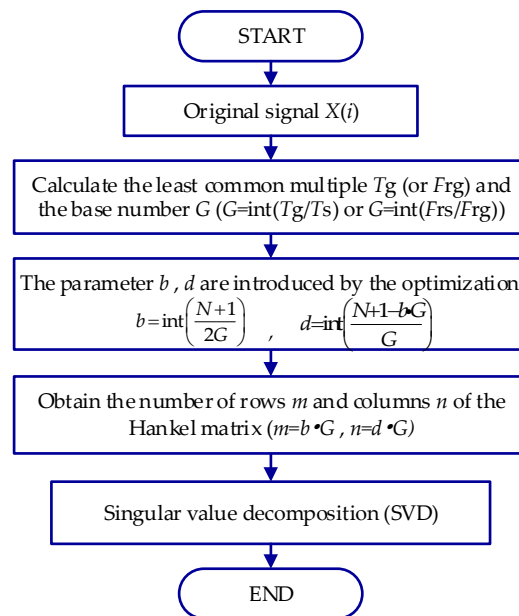 START
Original signal X(i)
Calculate the least common multiple Tg (or Frg) and
the base number G (G=int(Tg/Ts) or G=int(Frs/Frg))
The parameter b , d are introduced by the optimization
b=int((N+1)/(2G)) , d=int((N+1-b•G)/G)
Obtain the number of rows m and columns n of the
Hankel matrix (m=b•G , n=d•G)
Singular value decomposition (SVD)
END